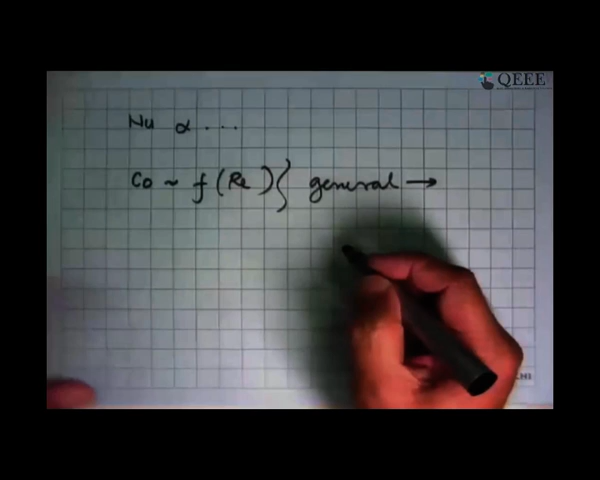 QEEE
Nu α ...
Co ~ f (Re) } general →